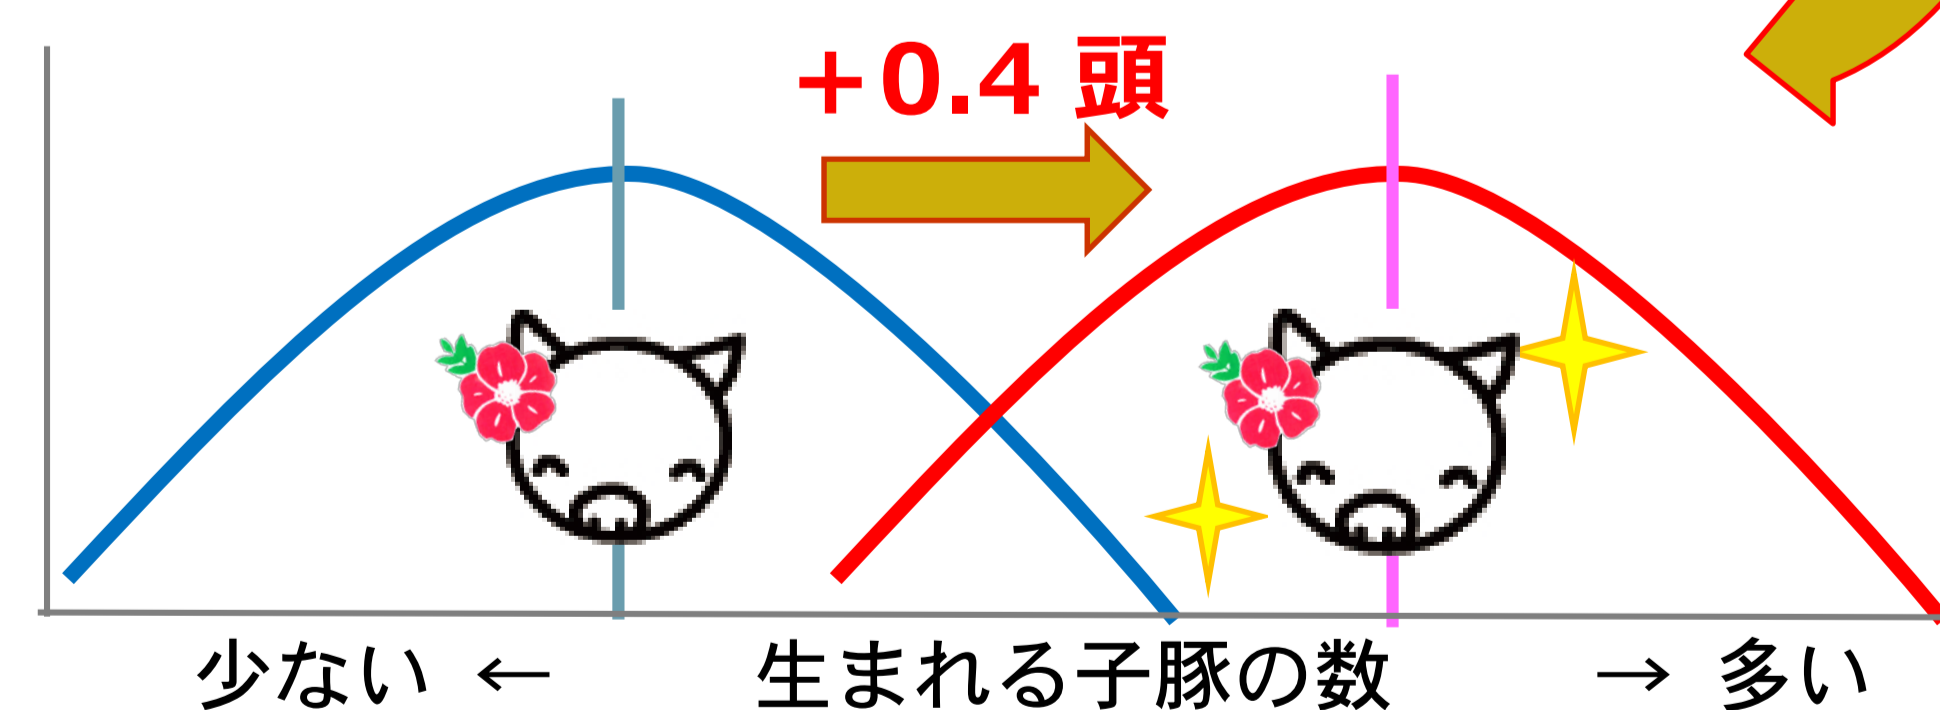 +0.4 頭
少ない ← 生まれる子豚の数 → 多い